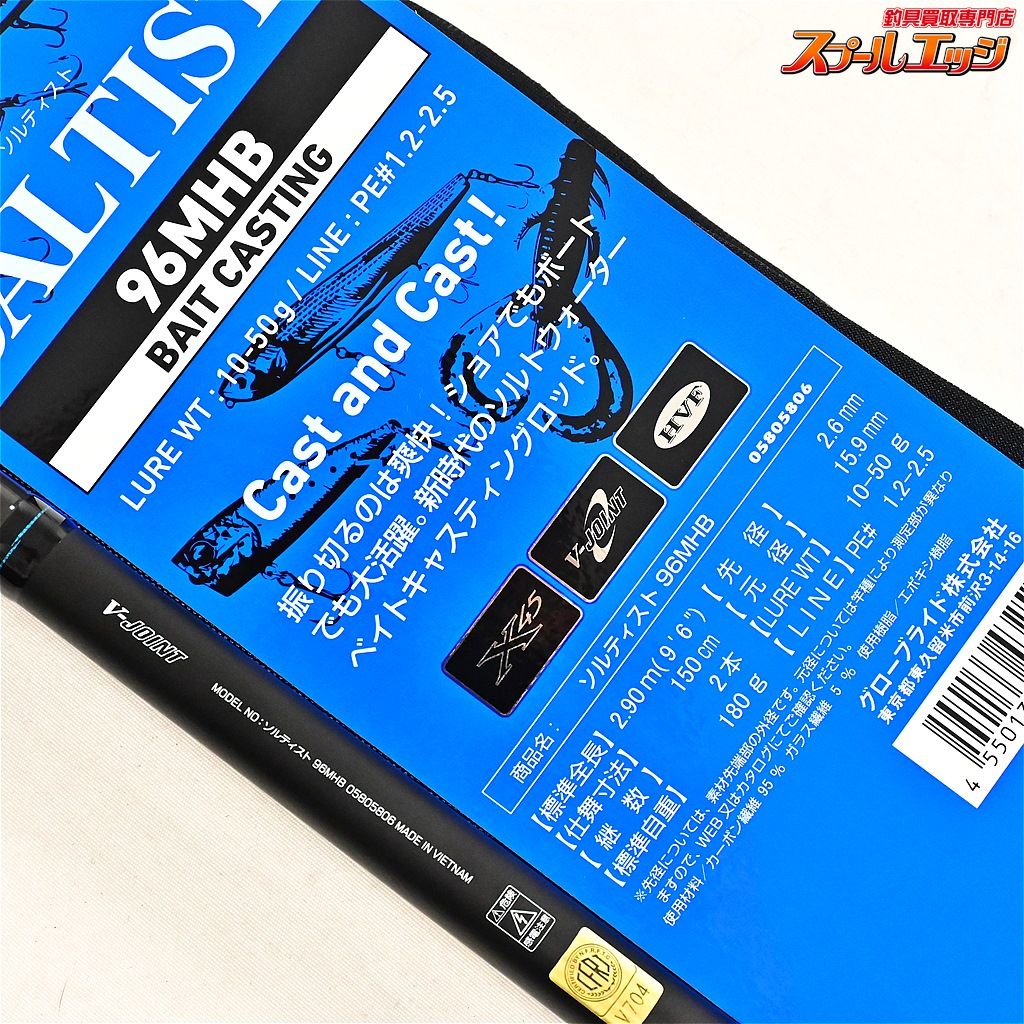 釣具買取専門店
スプールエッジ
ソルティスト
SALTIST
96MHB
BAIT CASTING
LURE WT : 10-50g / LINE : PE#1.2-2.5
Cast and Cast!
振り切るのは爽快！ショアでもボート
でも大活躍。新時代のソルトウォーター
ベイトキャスティングロッド。
X45
V-JOINT
HVF
商品名： ソルティスト 96MHB 05805806
【標準全長】 2.90m(9'6") 【先 径】 2.6mm
【仕舞寸法】 150cm 【元 径】 15.9mm
【継 数】 2本 【LURE WT】 10-50g
【標準自重】 180g 【LINE】PE# 1.2-2.5
※先径については、素材先端部の外径です。元径については竿種により測定部が異なり
ますので、WEB又はカタログにてご確認ください。
使用材料／カーボン繊維 95% ガラス繊維 5% 使用樹脂／エポキシ樹脂
グローブライド株式会社
東京都東久留米市前沢3-14-16
V-JOINT
MODEL NO : ソルティスト 96MHB 05805806 MADE IN VIETNAM
危険
感電注意
V704